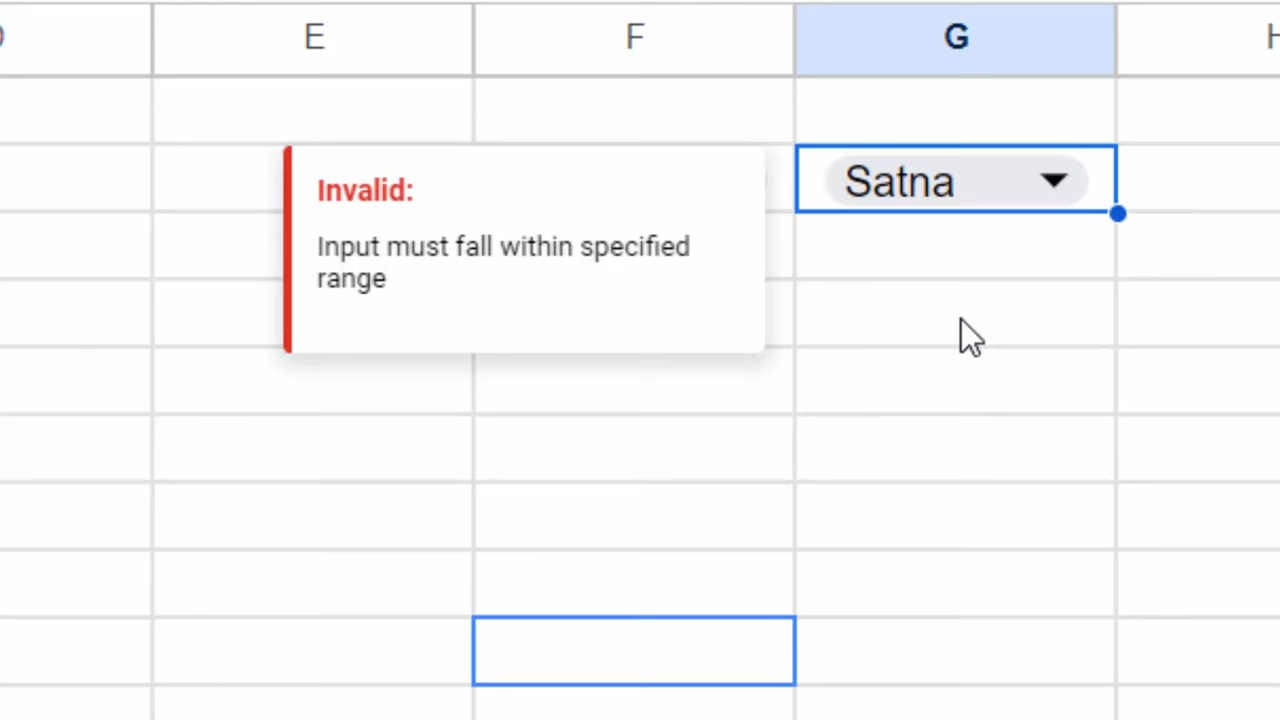 E F G
Invalid:
Satna
Input must fall within specified
range